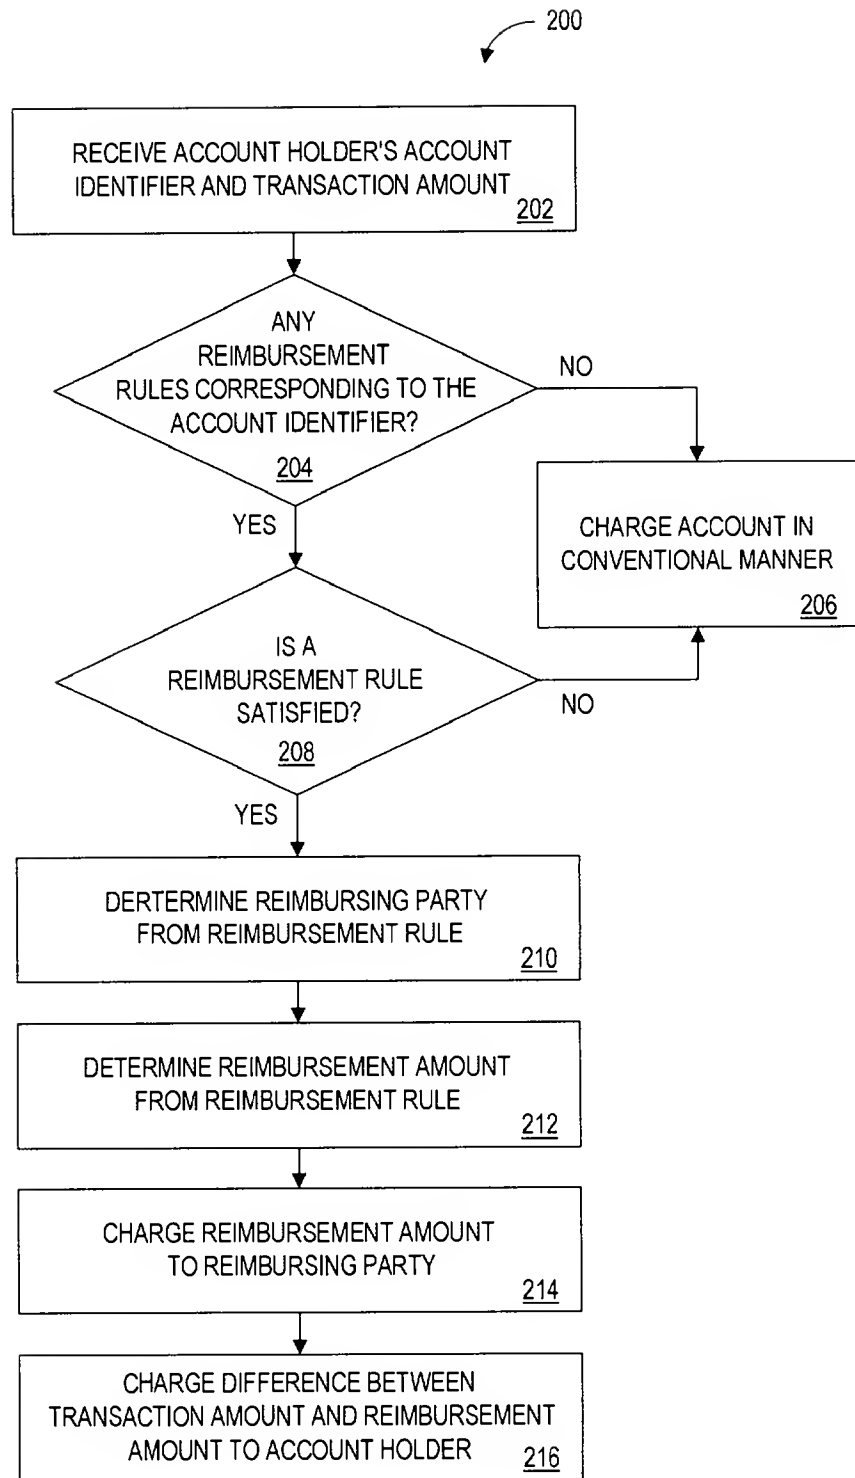 200
RECEIVE ACCOUNT HOLDER'S ACCOUNT
IDENTIFIER AND TRANSACTION AMOUNT
202
ANY
REIMBURSEMENT
RULES CORRESPONDING TO THE
ACCOUNT IDENTIFIER?
204
NO
YES
CHARGE ACCOUNT IN
CONVENTIONAL MANNER
206
IS A
REIMBURSEMENT RULE
SATISFIED?
208
NO
YES
DERTERMINE REIMBURSING PARTY
FROM REIMBURSEMENT RULE
210
DETERMINE REIMBURSEMENT AMOUNT
FROM REIMBURSEMENT RULE
212
CHARGE REIMBURSEMENT AMOUNT
TO REIMBURSING PARTY
214
CHARGE DIFFERENCE BETWEEN
TRANSACTION AMOUNT AND REIMBURSEMENT
AMOUNT TO ACCOUNT HOLDER
216